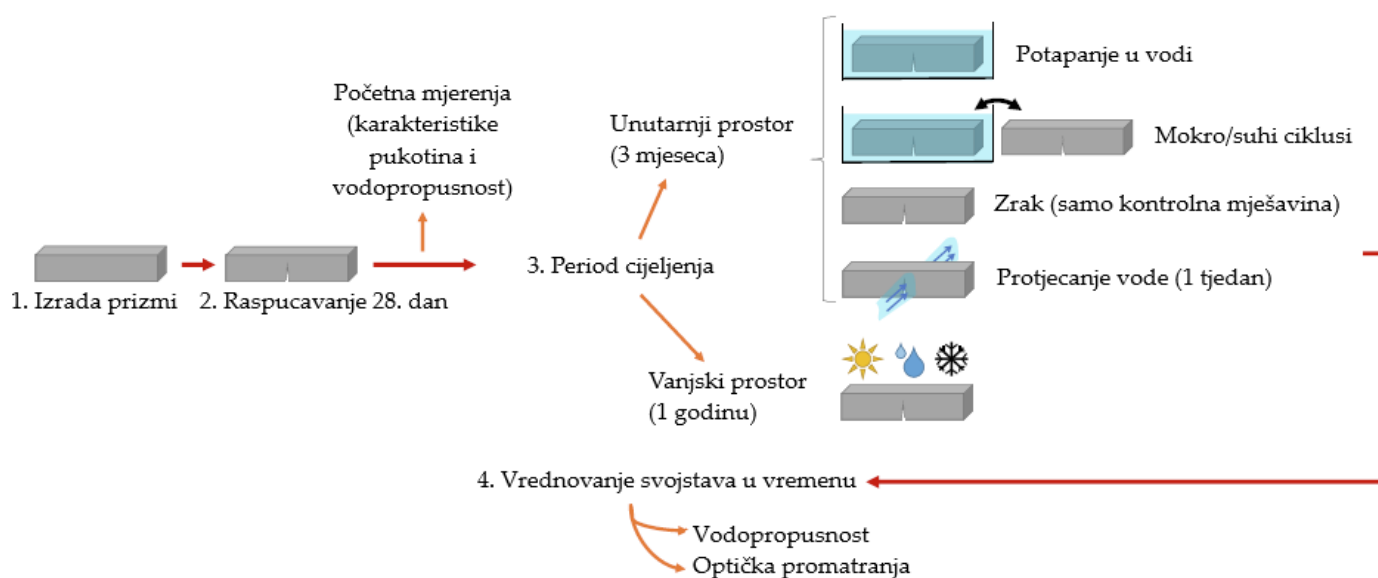 Početna mjerenja
(karakteristike
pukotina i
vodopropusnost)
1. Izrada prizmi
2. Raspucavanje 28. dan
3. Period cijeljenja
Unutarnji prostor
(3 mjeseca)
Potapanje u vodi
Mokro/suhi ciklusi
Zrak (samo kontrolna mješavina)
Protjecanje vode (1 tjedan)
Vanjski prostor
(1 godinu)
4. Vrednovanje svojstava u vremenu
Vodopropusnost
Optička promatranja